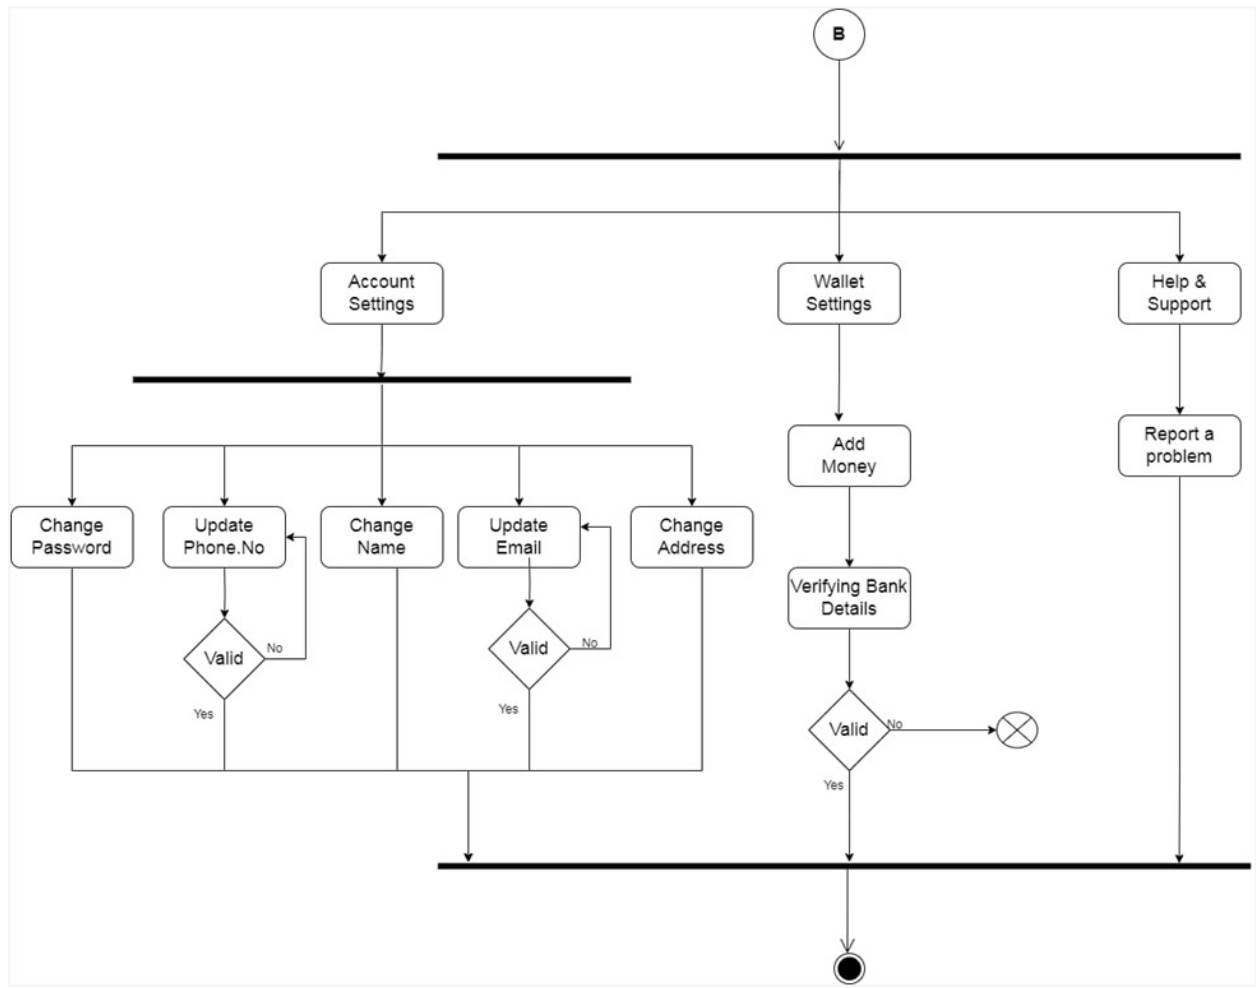 B
Account
Settings
Wallet
Settings
Help &
Support
Add
Money
Report a
problem
Change
Password
Update
Phone.No
Change
Name
Update
Email
Change
Address
Verifying Bank
Details
Valid
No
Yes
Valid
No
Yes
Valid
No
Yes